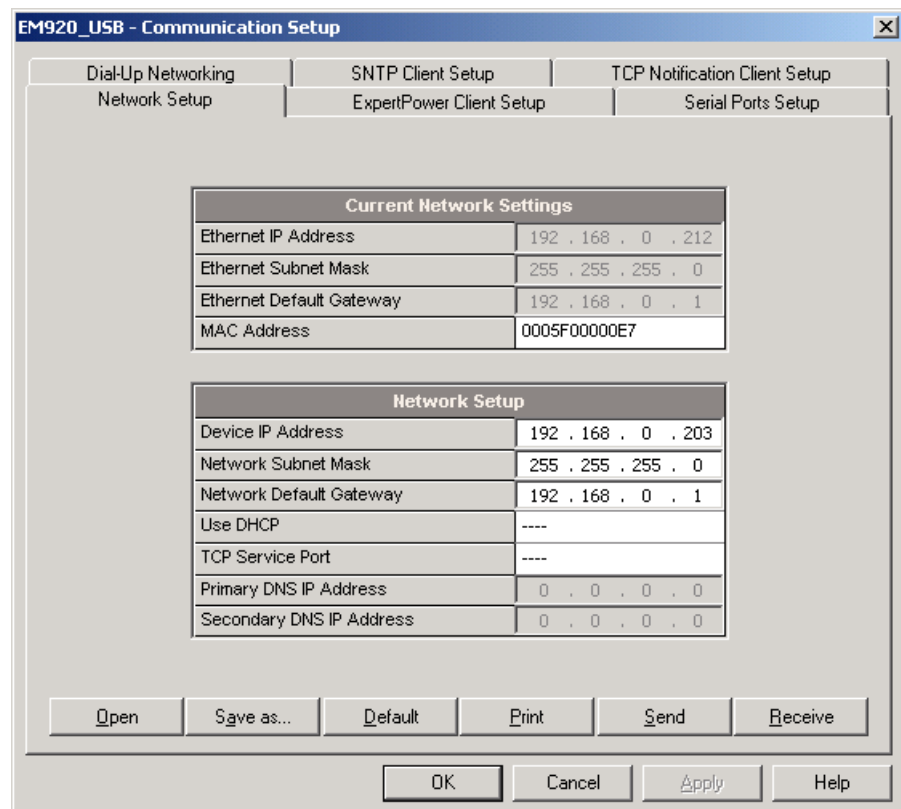 EM920_USB - Communication Setup
Dial-Up Networking SNTP Client Setup TCP Notification Client Setup
Network Setup ExpertPower Client Setup Serial Ports Setup
Current Network Settings
Ethernet IP Address 192 . 168 . 0 . 212
Ethernet Subnet Mask 255 . 255 . 255 . 0
Ethernet Default Gateway 192 . 168 . 0 . 1
MAC Address 0005F00000E7
Network Setup
Device IP Address 192 . 168 . 0 . 203
Network Subnet Mask 255 . 255 . 255 . 0
Network Default Gateway 192 . 168 . 0 . 1
Use DHCP ----
TCP Service Port ----
Primary DNS IP Address 0 . 0 . 0 . 0
Secondary DNS IP Address 0 . 0 . 0 . 0
Open Save as... Default Print Send Receive
OK Cancel Apply Help